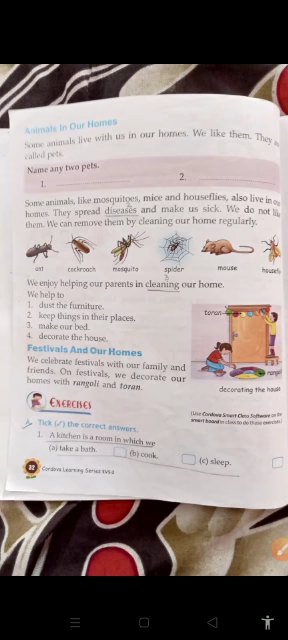 Animals In Our Homes
Some animals live with us in our homes. We like them. They are
called pets.
Name any two pets.
1. 2.
Some animals, like mosquitoes, mice and houseflies, also live in our
homes. They spread diseases and make us sick. We do not like
them. We can remove them by cleaning our home regularly.
ant cockroach mosquito spider mouse housefly
We enjoy helping our parents in cleaning our home.
We help to
1. dust the furniture.
2. keep things in their places.
3. make our bed.
4. decorate the house.
toran
rangoli
decorating the house
Festivals And Our Homes
We celebrate festivals with our family and
friends. On festivals, we decorate our
homes with rangoli and toran.
EXERCISES
(Use Cordova Smart Class Software on the
smart board in class to do these exercises.)
Tick (✓) the correct answers.
1. A kitchen is a room in which we
(a) take a bath. (b) cook. (c) sleep.
32 Cordova Learning Series-EVS-2